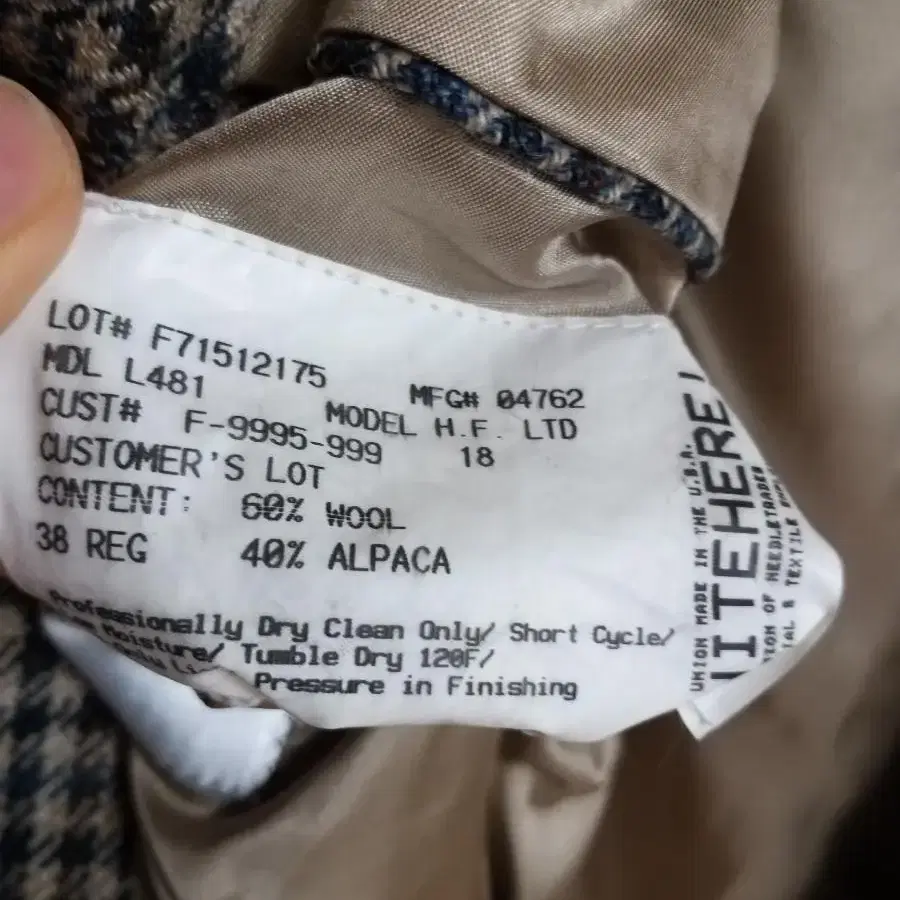 LOT# F71512175
MFG# 04762
MDL L481
MODEL H.F. LTD
CUST# F-9995-999
18
CUSTOMER'S LOT
CONTENT: 60% WOOL
38 REG 40% ALPACA
Professionally Dry Clean Only/ Short Cycle/
Moisture/ Tumble Dry 120F/
Only
Pressure in Finishing
UNION MADE IN THE U.S.A.
ITEHERE!
OF NEEDLETRADES
TEXTILE